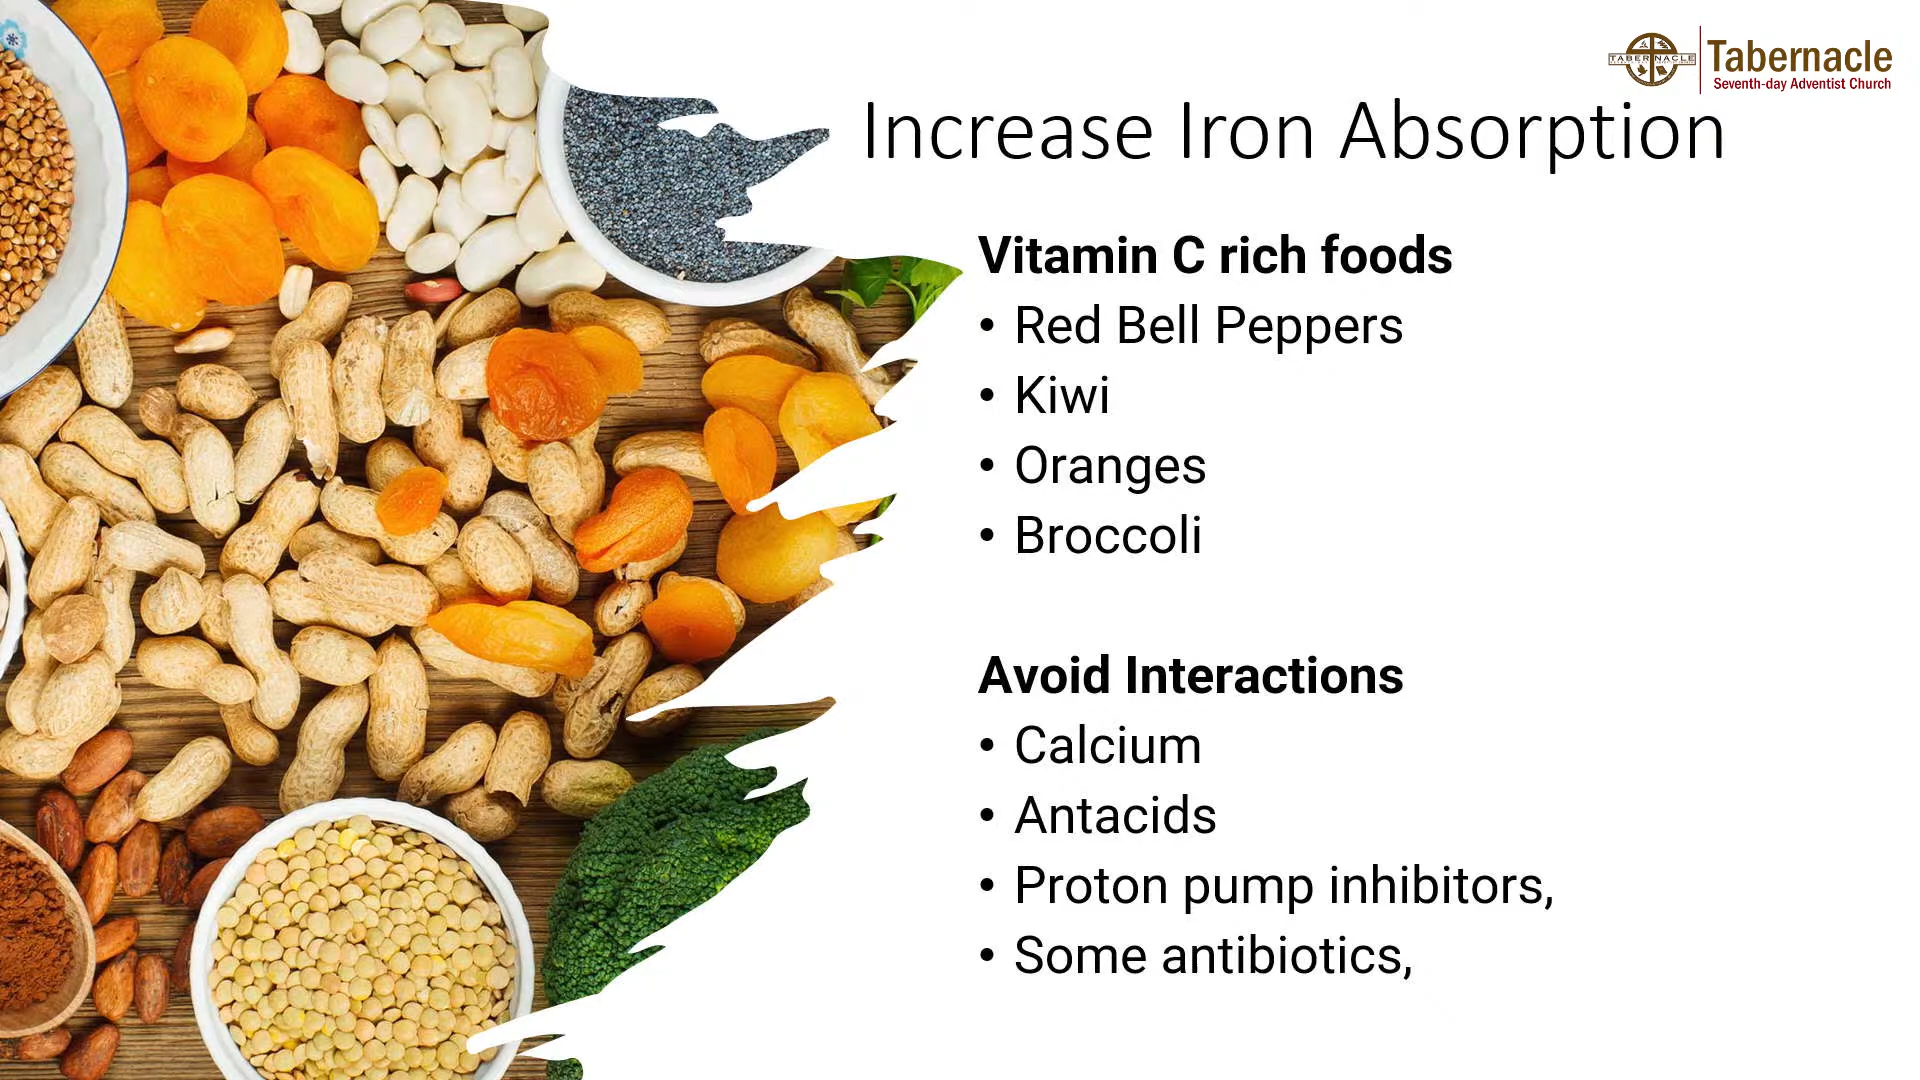 TABERNACLE
Tabernacle
Seventh-day Adventist Church
Increase Iron Absorption
Vitamin C rich foods
• Red Bell Peppers
• Kiwi
• Oranges
• Broccoli
Avoid Interactions
• Calcium
• Antacids
• Proton pump inhibitors,
• Some antibiotics,